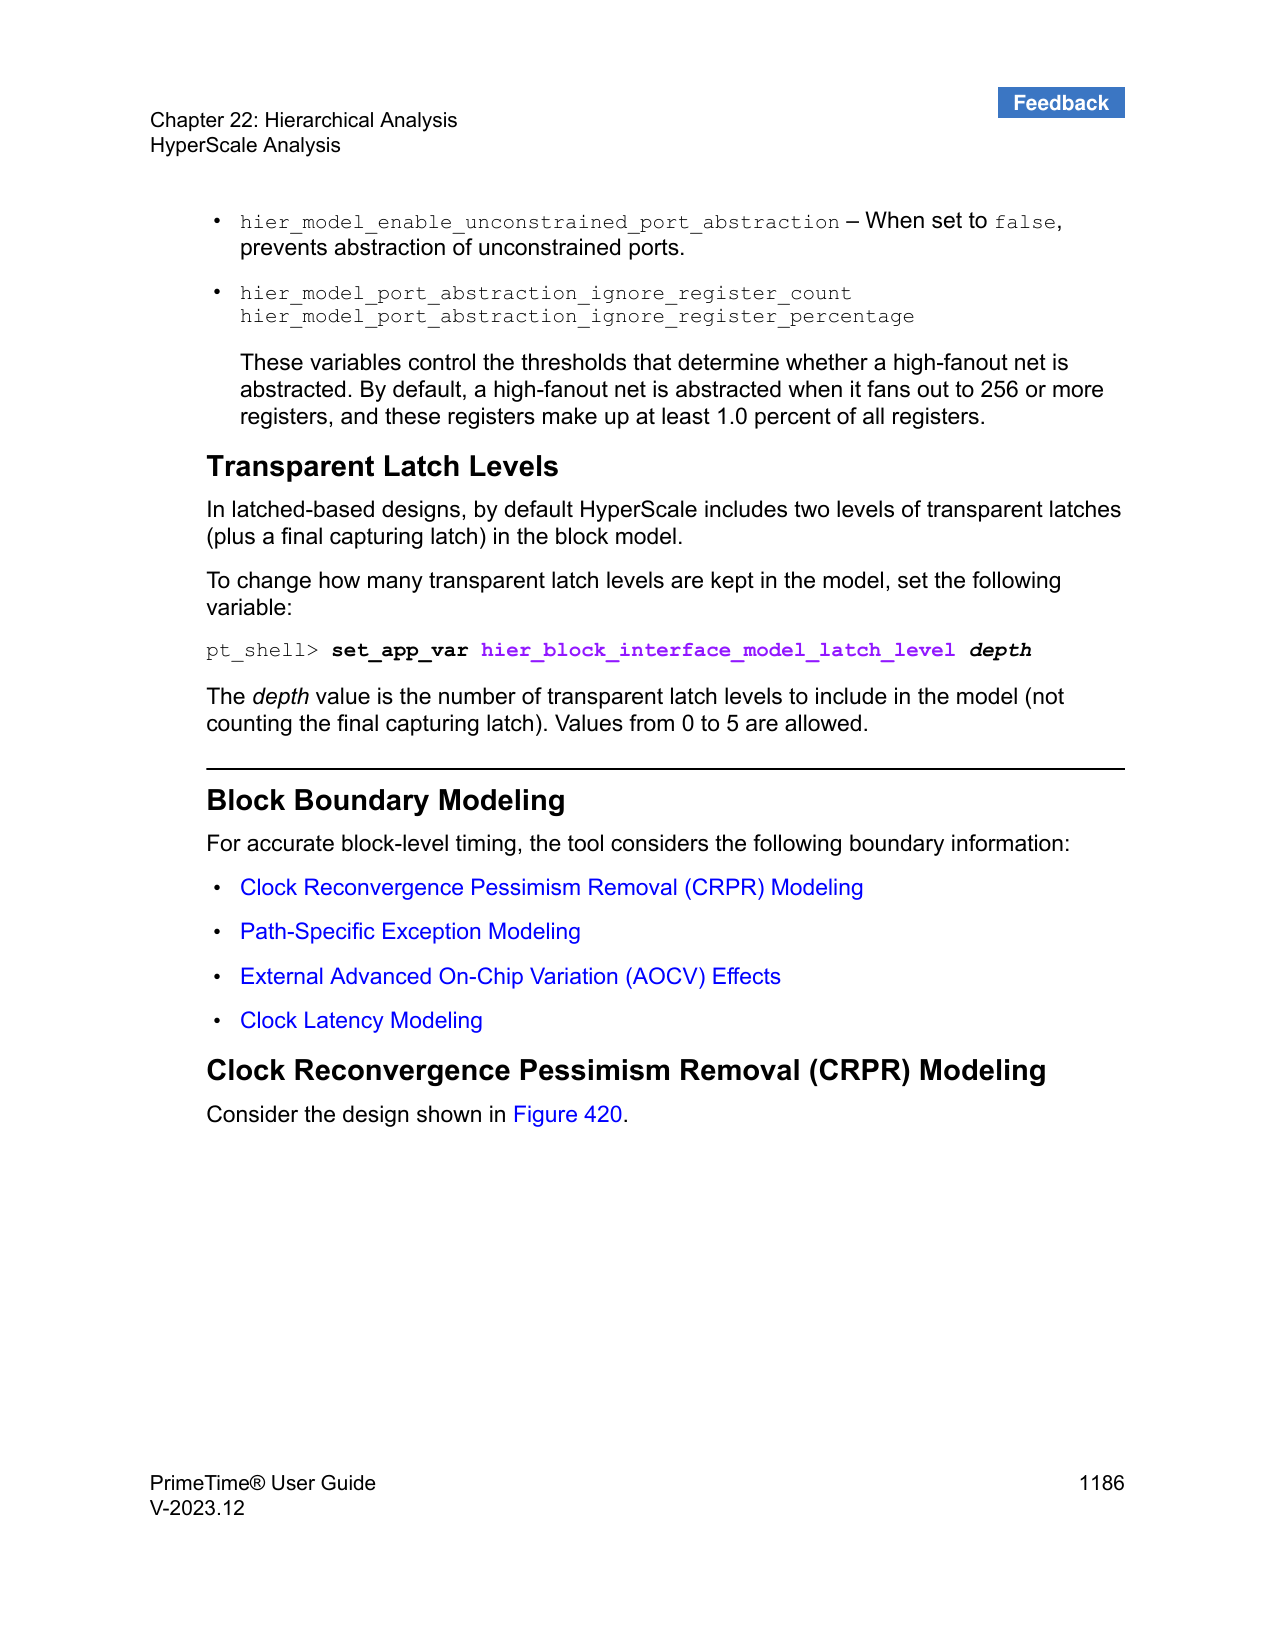 Feedback
Chapter 22: Hierarchical Analysis
HyperScale Analysis
• hier_model_enable_unconstrained_port_abstraction – When set to false,
prevents abstraction of unconstrained ports.
• hier_model_port_abstraction_ignore_register_count
hier_model_port_abstraction_ignore_register_percentage
These variables control the thresholds that determine whether a high-fanout net is
abstracted. By default, a high-fanout net is abstracted when it fans out to 256 or more
registers, and these registers make up at least 1.0 percent of all registers.
Transparent Latch Levels
In latched-based designs, by default HyperScale includes two levels of transparent latches
(plus a final capturing latch) in the block model.
To change how many transparent latch levels are kept in the model, set the following
variable:
pt_shell> set_app_var hier_block_interface_model_latch_level depth
The depth value is the number of transparent latch levels to include in the model (not
counting the final capturing latch). Values from 0 to 5 are allowed.
Block Boundary Modeling
For accurate block-level timing, the tool considers the following boundary information:
• Clock Reconvergence Pessimism Removal (CRPR) Modeling
• Path-Specific Exception Modeling
• External Advanced On-Chip Variation (AOCV) Effects
• Clock Latency Modeling
Clock Reconvergence Pessimism Removal (CRPR) Modeling
Consider the design shown in Figure 420.
PrimeTime® User Guide
1186
V-2023.12